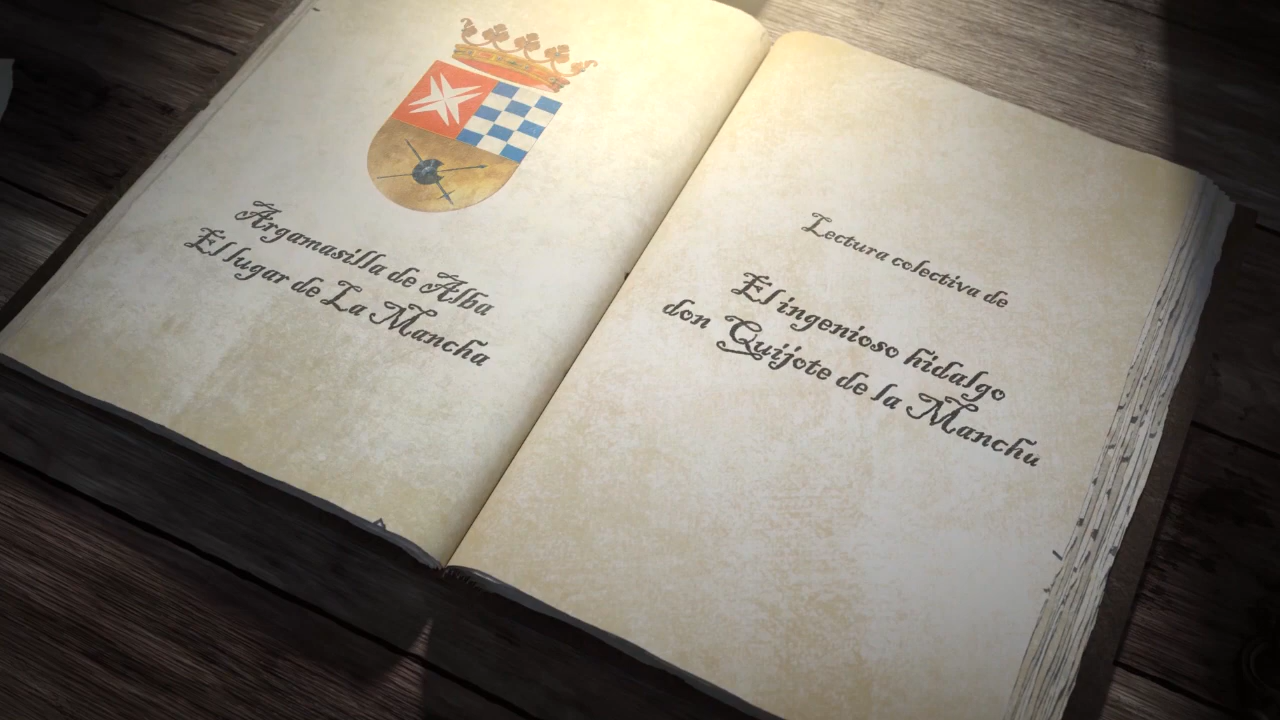 Argamasilla de Alba
El lugar de La Mancha
Lectura colectiva de
El ingenioso hidalgo
don Quijote de la Mancha